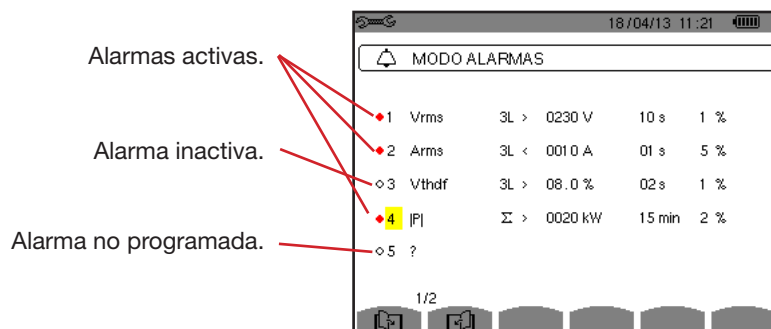 18/04/13 11:21
MODO ALARMAS
Alarmas activas.
1 Vrms 3L > 0230 V 10 s 1 %
2 Arms 3L < 0010 A 01 s 5 %
Alarma inactiva.
3 Vthdf 3L > 08.0 % 02 s 1 %
4 |P| Σ > 0020 kW 15 min 2 %
Alarma no programada.
5 ?
1/2